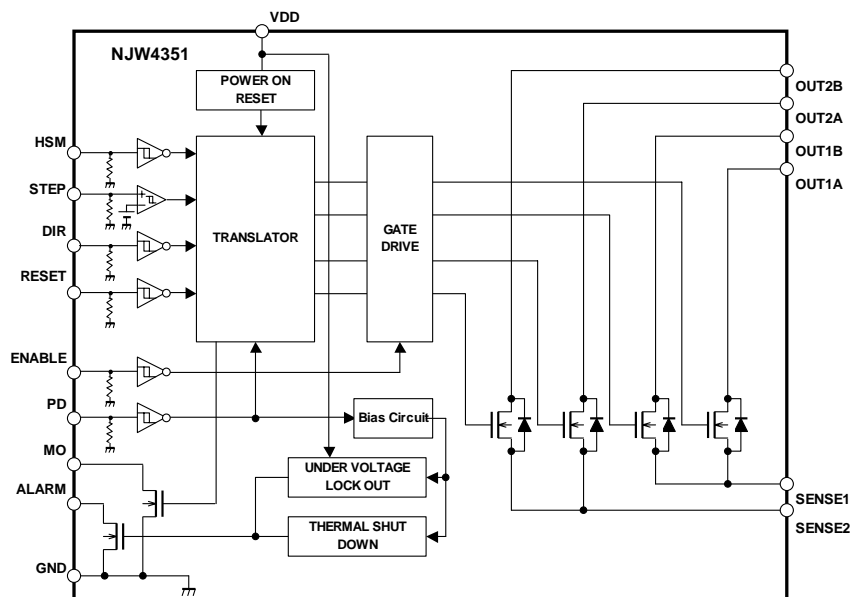 VDD
NJW4351
POWER ON
RESET
OUT2B
OUT2A
HSM
OUT1B
STEP
OUT1A
DIR
TRANSLATOR
GATE
DRIVE
RESET
ENABLE
PD
Bias Circuit
MO
UNDER VOLTAGE
LOCK OUT
ALARM
SENSE1
SENSE2
THERMAL SHUT
DOWN
GND
+
-